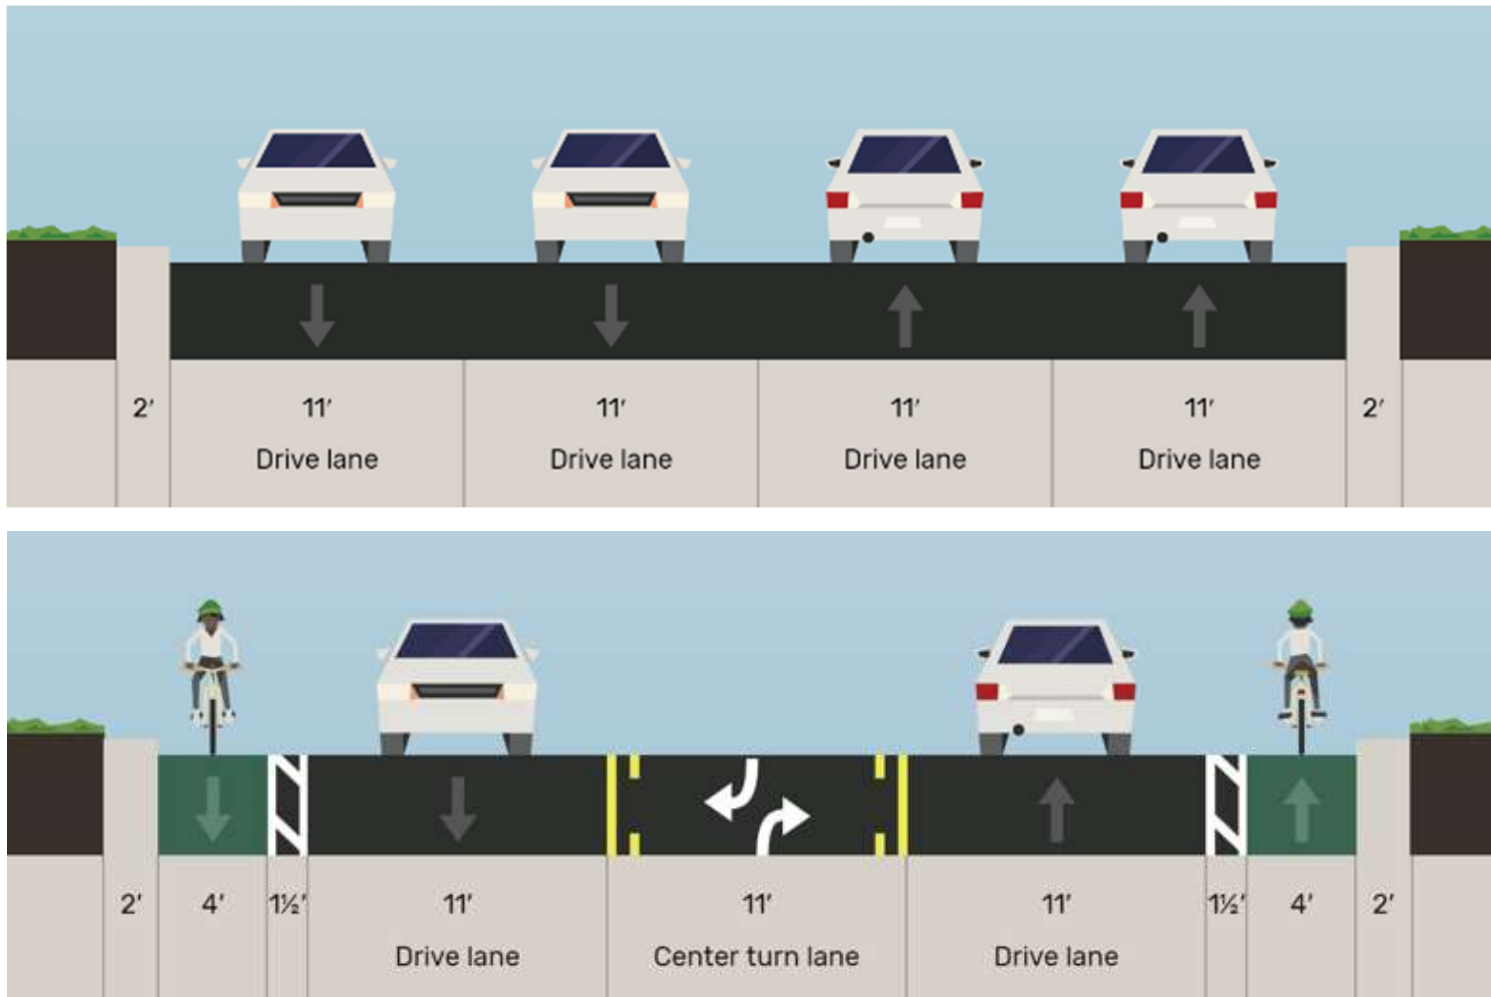 2′ 11′ 11′ 11′ 11′ 2′
Drive lane Drive lane Drive lane Drive lane
2′ 4′ 1½′ 11′ 11′ 11′ 1½′ 4′ 2′
Drive lane Center turn lane Drive lane